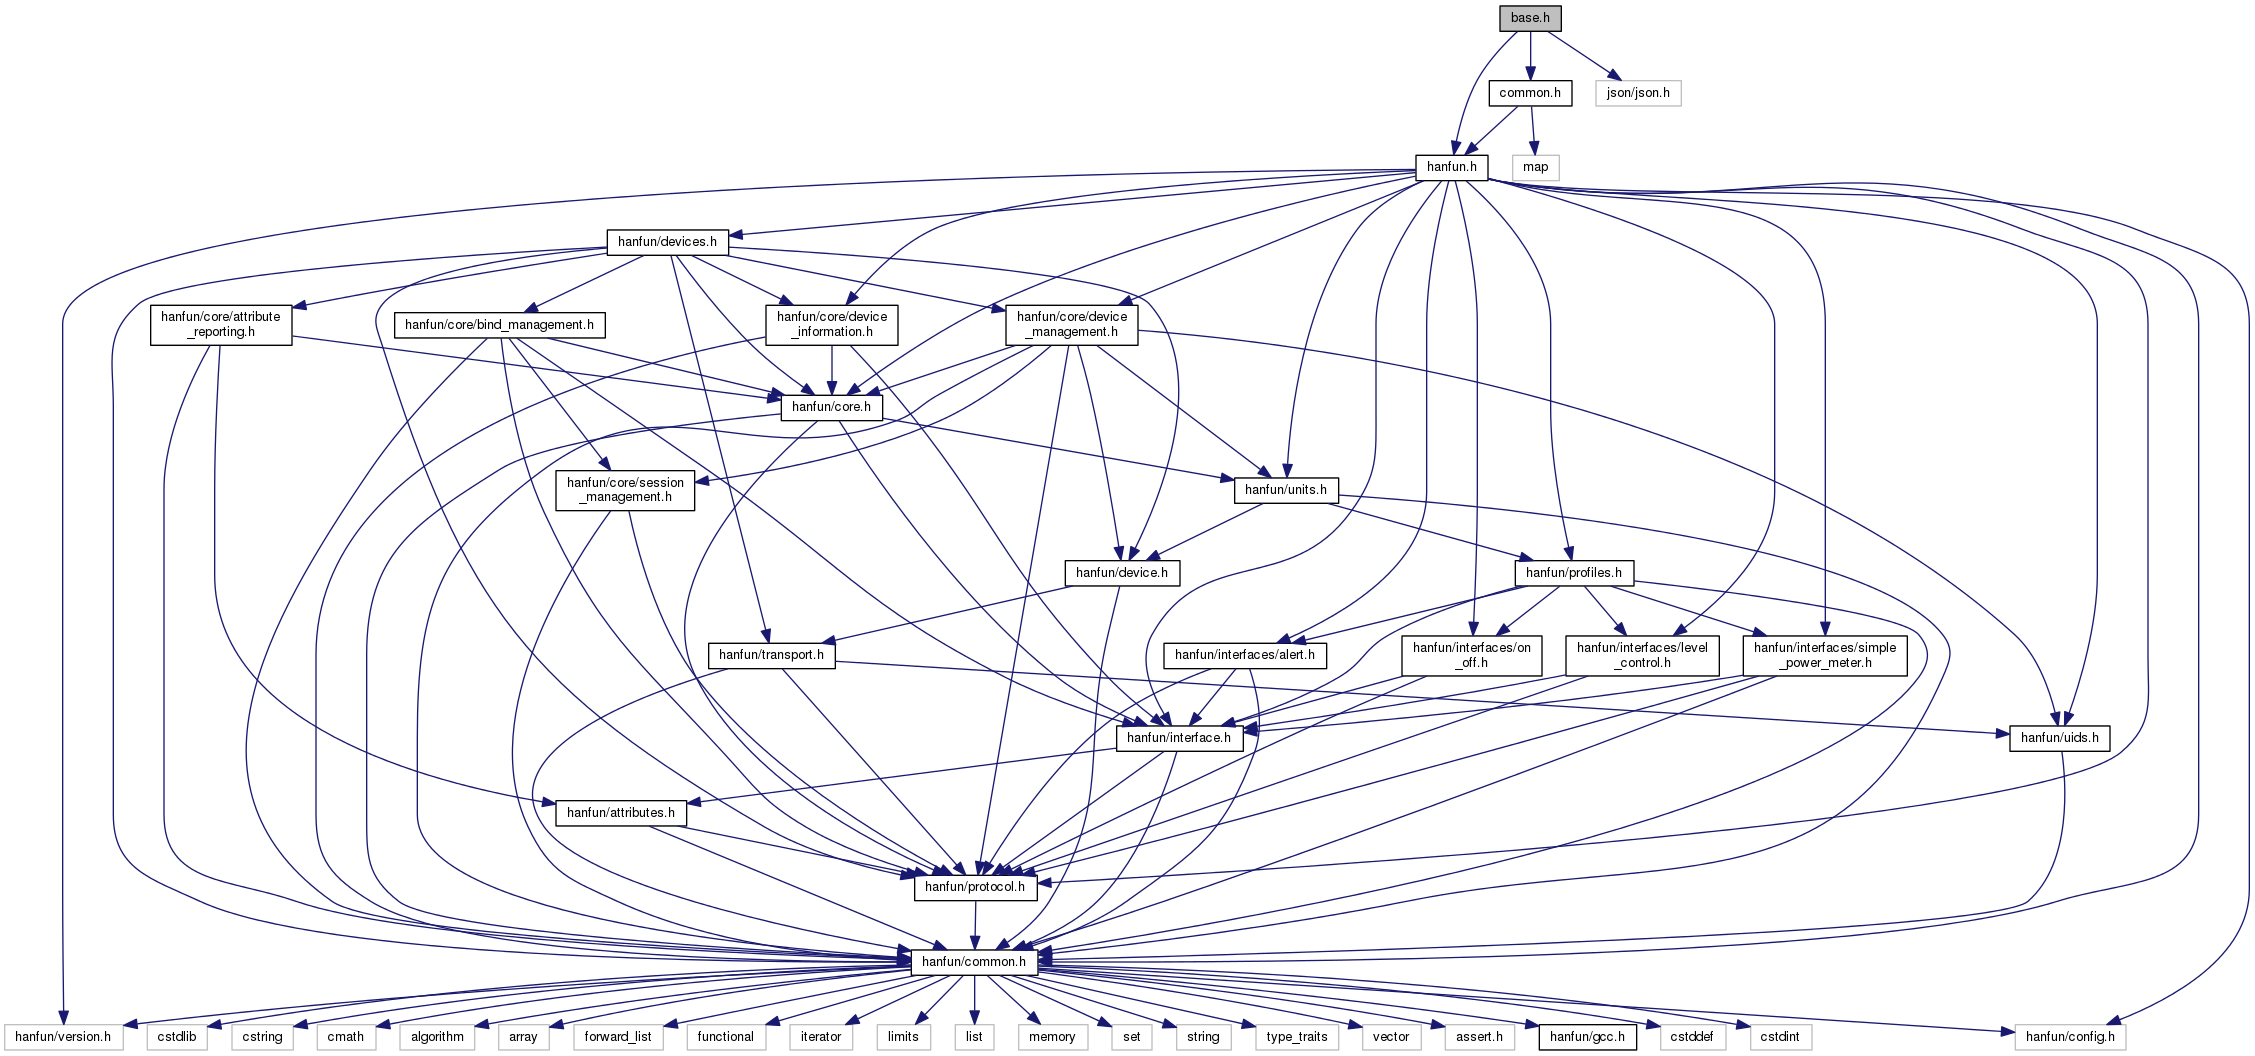 base.h
common.h
json/json.h
hanfun.h
map
hanfun/devices.h
hanfun/core/attribute
_reporting.h
hanfun/core/bind_management.h
hanfun/core/device
_information.h
hanfun/core/device
_management.h
hanfun/core.h
hanfun/core/session
_management.h
hanfun/units.h
hanfun/device.h
hanfun/profiles.h
hanfun/transport.h
hanfun/interfaces/alert.h
hanfun/interfaces/on
_off.h
hanfun/interfaces/level
_control.h
hanfun/interfaces/simple
_power_meter.h
hanfun/interface.h
hanfun/uids.h
hanfun/attributes.h
hanfun/protocol.h
hanfun/common.h
hanfun/version.h
cstdlib
cstring
cmath
algorithm
array
forward_list
functional
iterator
limits
list
memory
set
string
type_traits
vector
assert.h
hanfun/gcc.h
cstddef
cstdint
hanfun/config.h